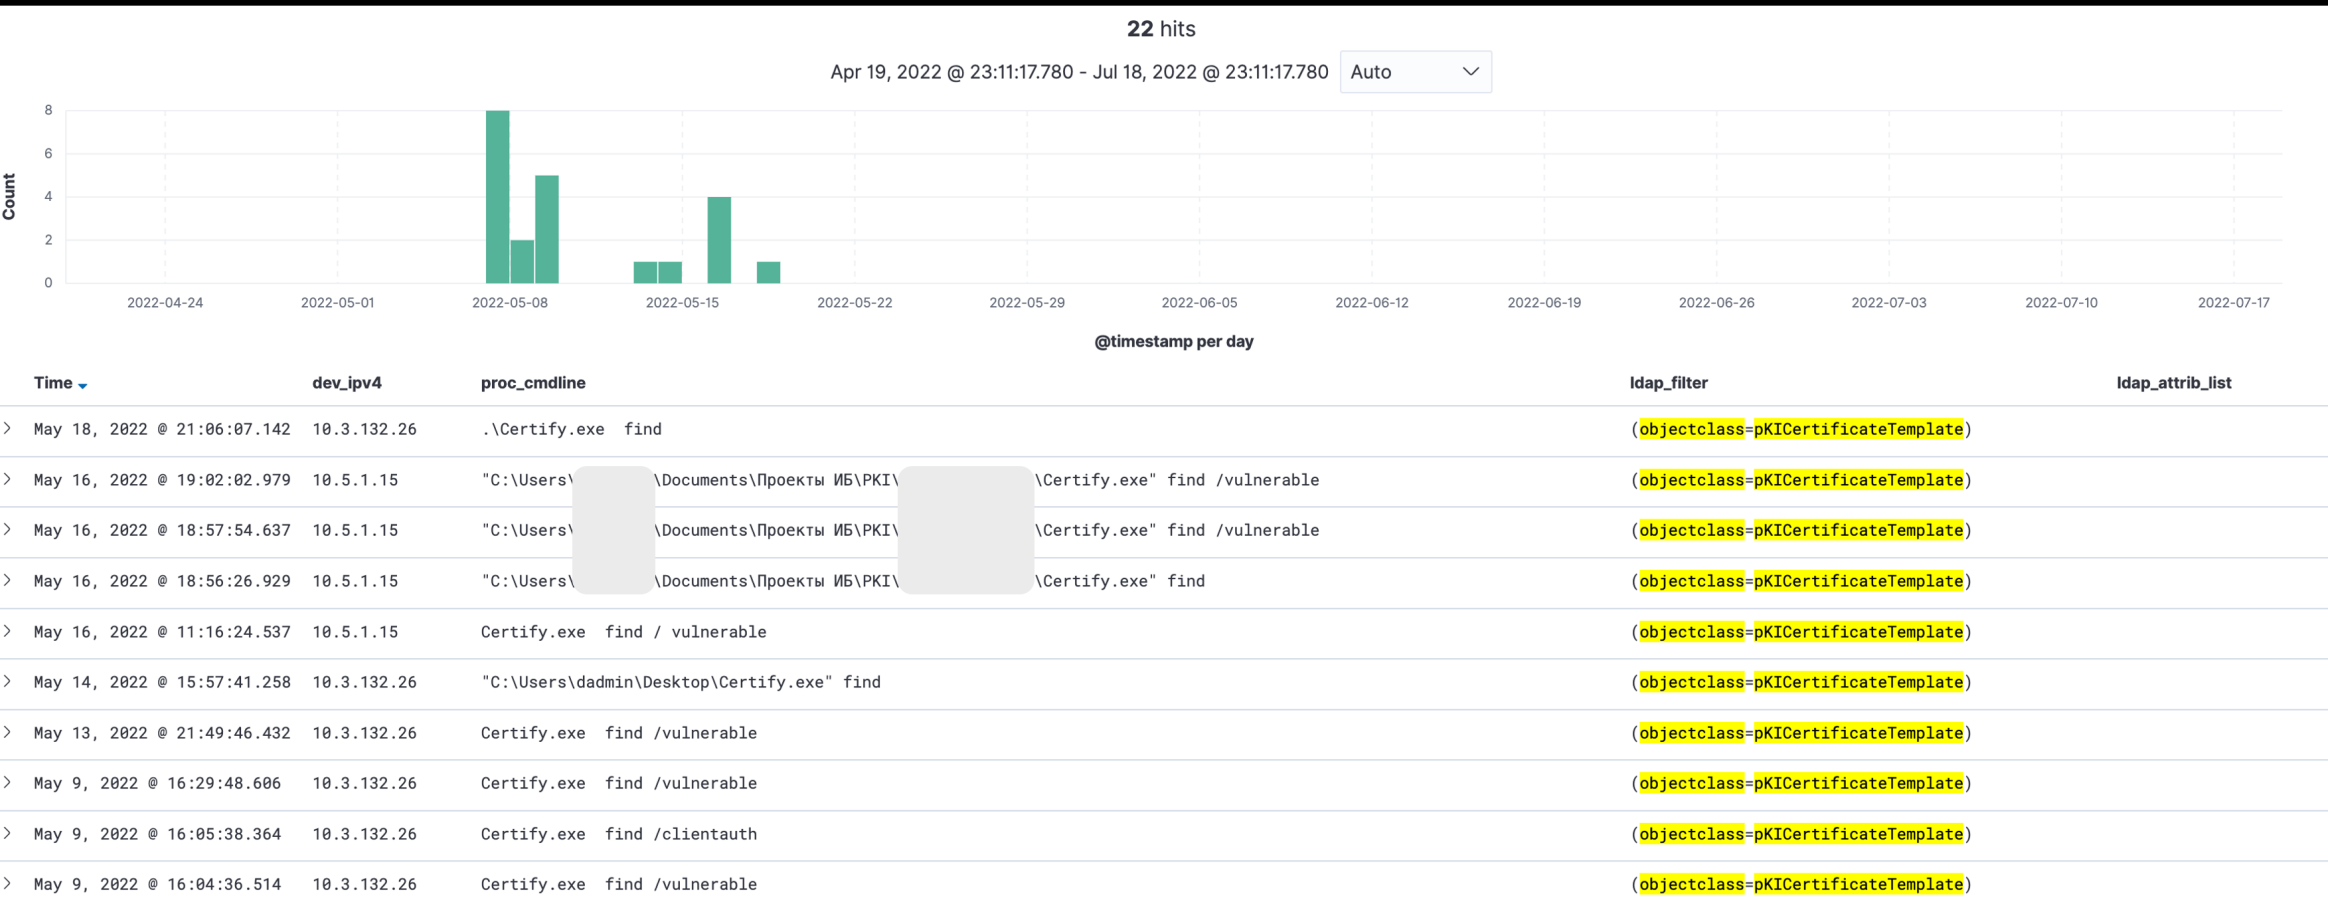 22 hits
Apr 19, 2022 @ 23:11:17.780 - Jul 18, 2022 @ 23:11:17.780 Auto
8
6
4
2
0
Count
2022-04-24 2022-05-01 2022-05-08 2022-05-15 2022-05-22 2022-05-29 2022-06-05 2022-06-12 2022-06-19 2022-06-26 2022-07-03 2022-07-10 2022-07-17
@timestamp per day
Time dev_ipv4 proc_cmdline ldap_filter ldap_attrib_list
May 18, 2022 @ 21:06:07.142 10.3.132.26 .\Certify.exe find (objectclass=pKICertificateTemplate)
May 16, 2022 @ 19:02:02.979 10.5.1.15 "C:\Users\ \Documents\Проекты ИБ\PKI\ \Certify.exe" find /vulnerable (objectclass=pKICertificateTemplate)
May 16, 2022 @ 18:57:54.637 10.5.1.15 "C:\Users\ \Documents\Проекты ИБ\PKI\ \Certify.exe" find /vulnerable (objectclass=pKICertificateTemplate)
May 16, 2022 @ 18:56:26.929 10.5.1.15 "C:\Users\ \Documents\Проекты ИБ\PKI\ \Certify.exe" find (objectclass=pKICertificateTemplate)
May 16, 2022 @ 11:16:24.537 10.5.1.15 Certify.exe find / vulnerable (objectclass=pKICertificateTemplate)
May 14, 2022 @ 15:57:41.258 10.3.132.26 "C:\Users\dadmin\Desktop\Certify.exe" find (objectclass=pKICertificateTemplate)
May 13, 2022 @ 21:49:46.432 10.3.132.26 Certify.exe find /vulnerable (objectclass=pKICertificateTemplate)
May 9, 2022 @ 16:29:48.606 10.3.132.26 Certify.exe find /vulnerable (objectclass=pKICertificateTemplate)
May 9, 2022 @ 16:05:38.364 10.3.132.26 Certify.exe find /clientauth (objectclass=pKICertificateTemplate)
May 9, 2022 @ 16:04:36.514 10.3.132.26 Certify.exe find /vulnerable (objectclass=pKICertificateTemplate)